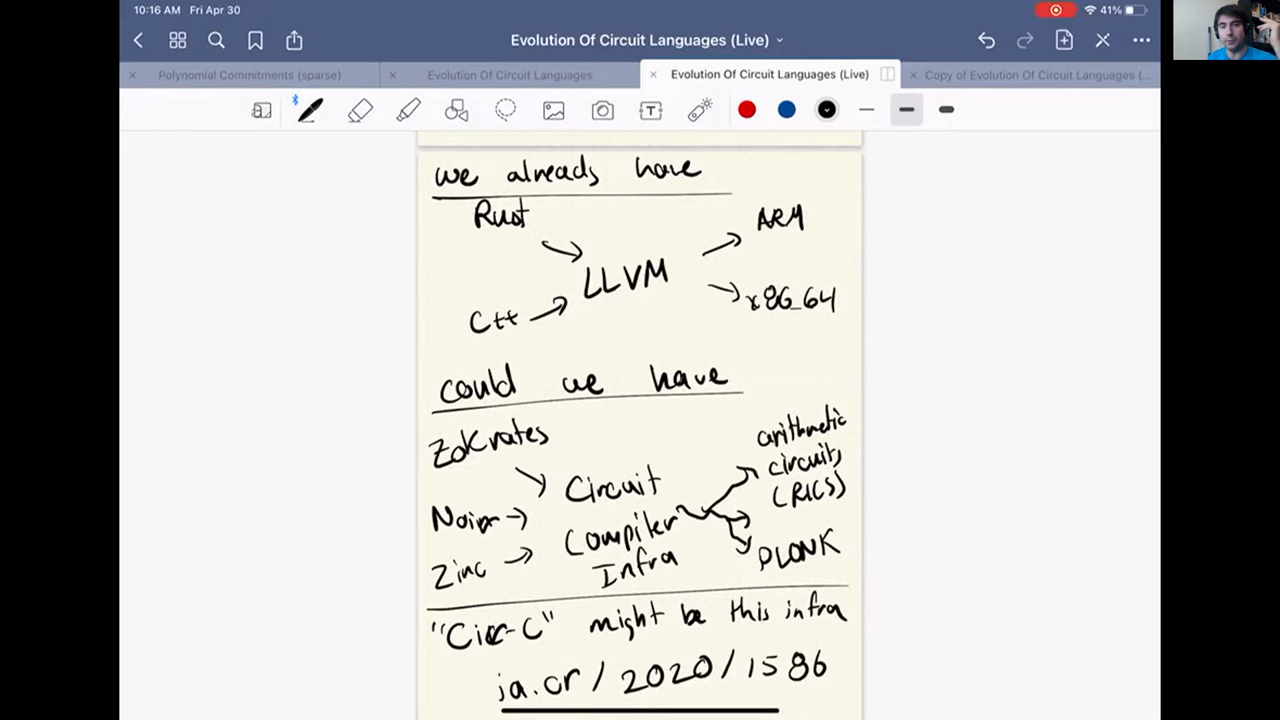 10:16 AM Fri Apr 30
41%
Evolution Of Circuit Languages (Live)
Polynomial Commitments (sparse)
Evolution Of Circuit Languages
Evolution Of Circuit Languages (Live)
Copy of Evolution Of Circuit Languages (...
T
we already have
Rust
ARM
LLVM
C++
x86_64
could we have
Zokrates
arithmetic
circuits
(R1CS)
Circuit
Noir
Compiler
Zinc
Infra
PLONK
"Circ-C" might be this infra
ia.cr/2020/1586